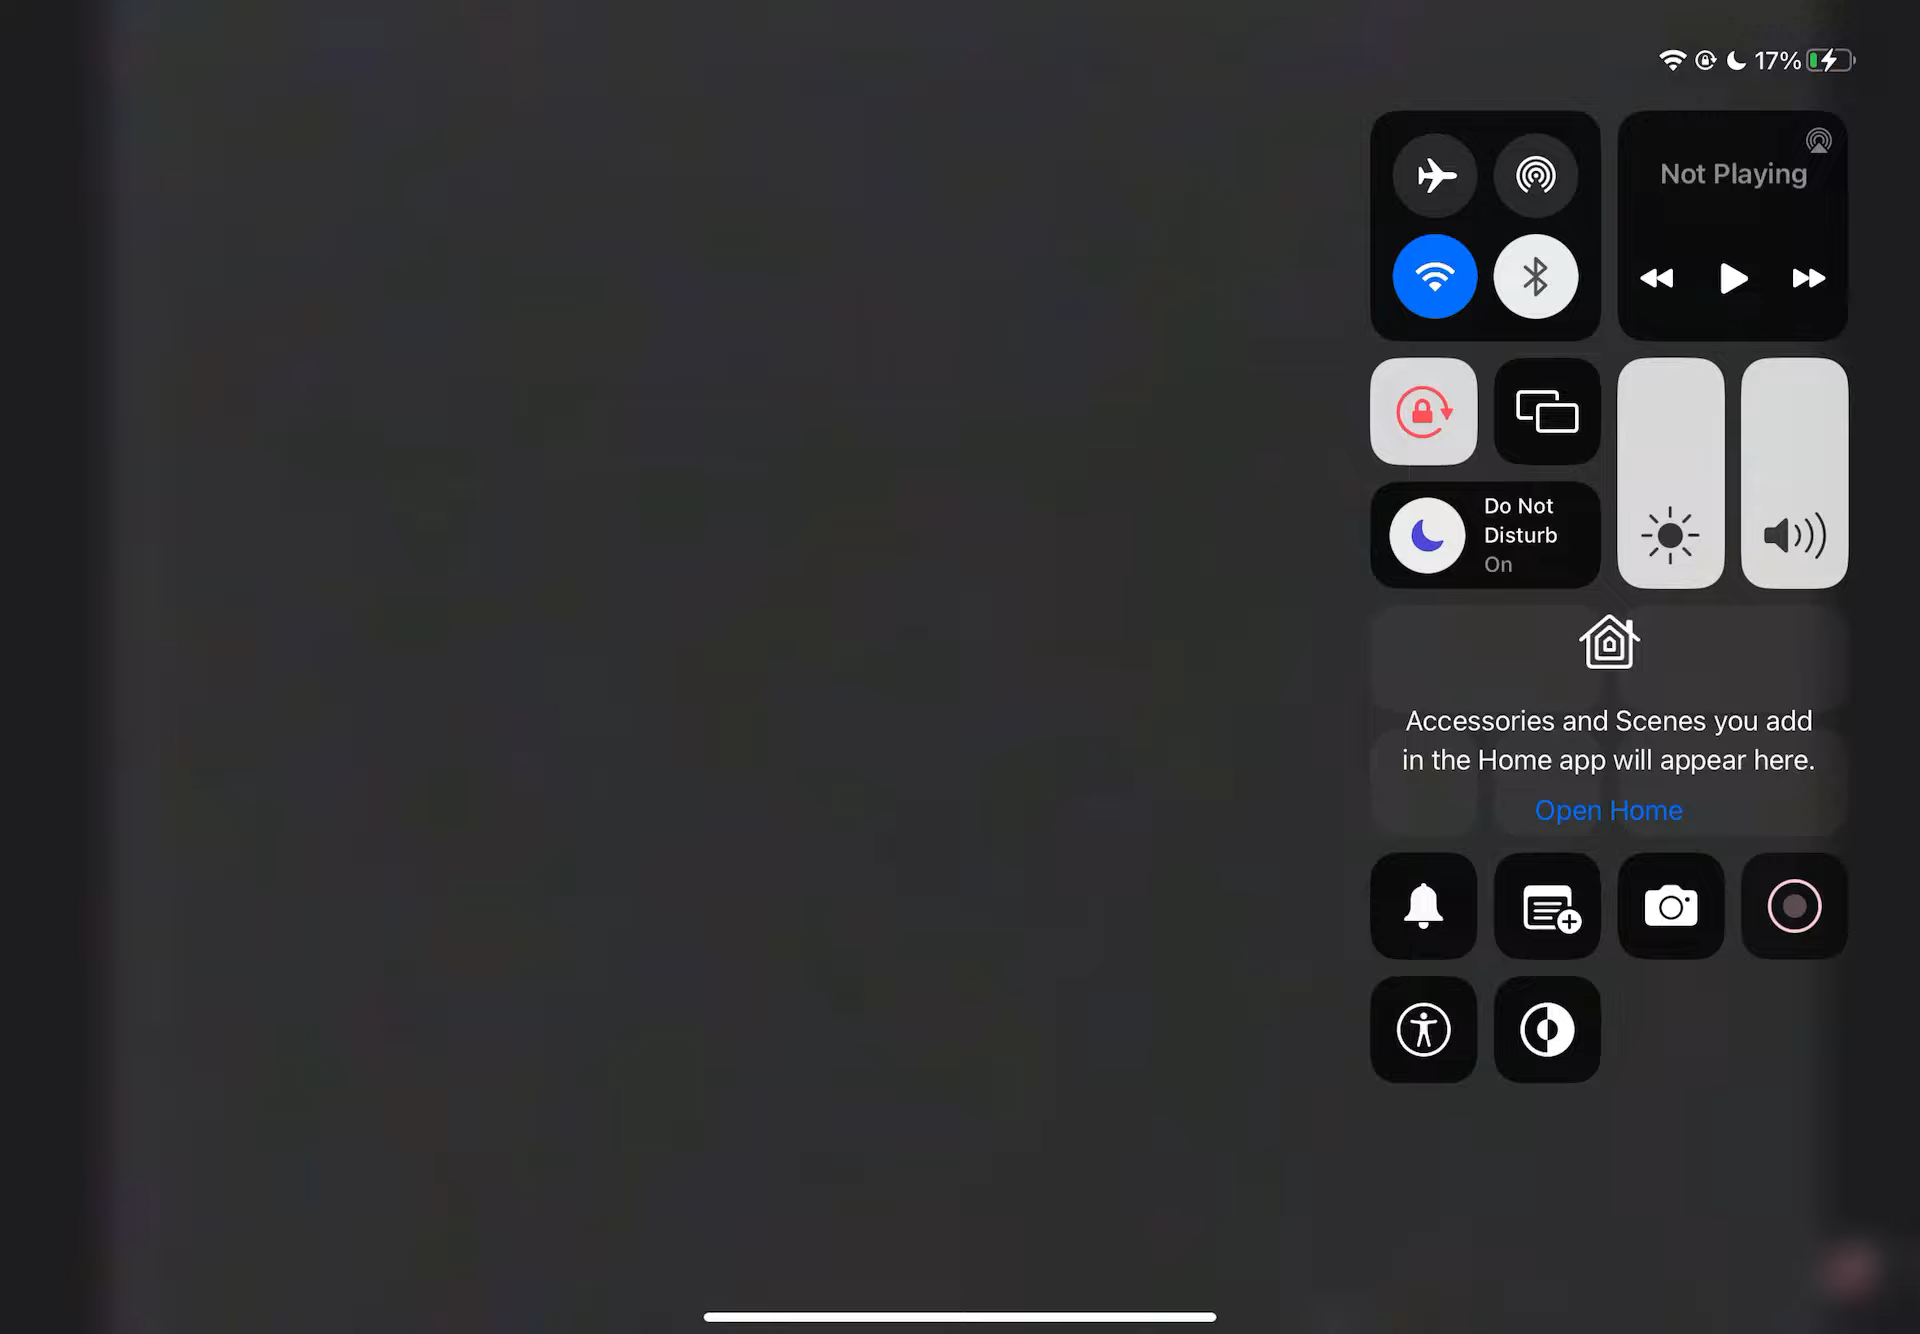 17%
Not Playing
Do Not
Disturb
On
Accessories and Scenes you add
in the Home app will appear here.
Open Home